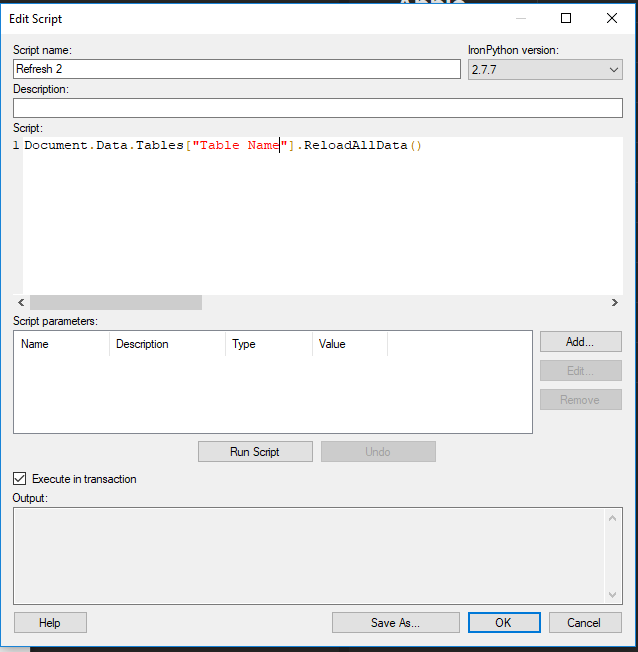 Edit Script
Script name:
IronPython version:
Refresh 2
2.7.7
Description:
Script:
1 Document.Data.Tables["Table Name"].ReloadAllData()
Script parameters:
Name Description Type Value
Add...
Edit...
Remove
Run Script Undo
Execute in transaction
Output:
Help Save As... OK Cancel